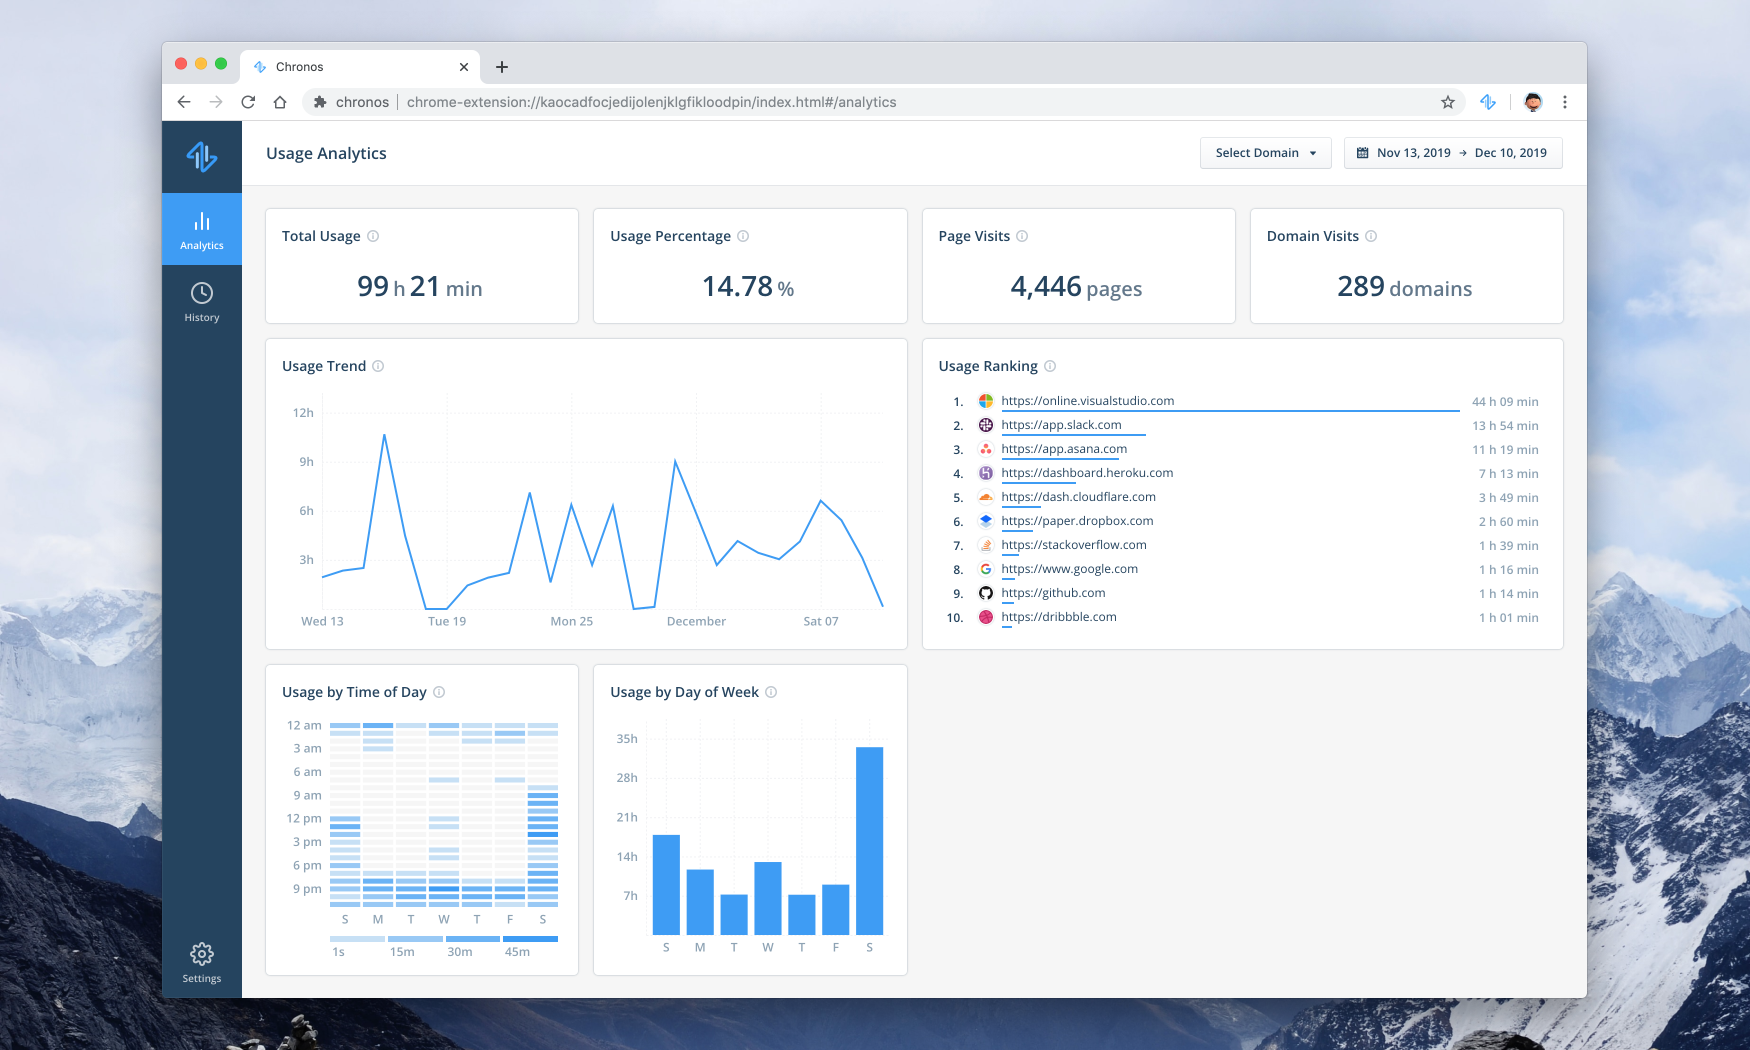 Chronos
chronos | chrome-extension://kaocadfocjedijolenjklgfikloodpin/index.html#/analytics
Usage Analytics
Select Domain
Nov 13, 2019 → Dec 10, 2019
Analytics
History
Settings
Total Usage
99 h 21 min
Usage Percentage
14.78 %
Page Visits
4,446 pages
Domain Visits
289 domains
Usage Trend
12h
9h
6h
3h
Wed 13 Tue 19 Mon 25 December Sat 07
Usage Ranking
1. https://online.visualstudio.com 44 h 09 min
2. https://app.slack.com 13 h 54 min
3. https://app.asana.com 11 h 19 min
4. https://dashboard.heroku.com 7 h 13 min
5. https://dash.cloudflare.com 3 h 49 min
6. https://paper.dropbox.com 2 h 60 min
7. https://stackoverflow.com 1 h 39 min
8. https://www.google.com 1 h 16 min
9. https://github.com 1 h 14 min
10. https://dribbble.com 1 h 01 min
Usage by Time of Day
12 am
3 am
6 am
9 am
12 pm
3 pm
6 pm
9 pm
S M T W T F S
1s 15m 30m 45m
Usage by Day of Week
35h
28h
21h
14h
7h
S M T W T F S